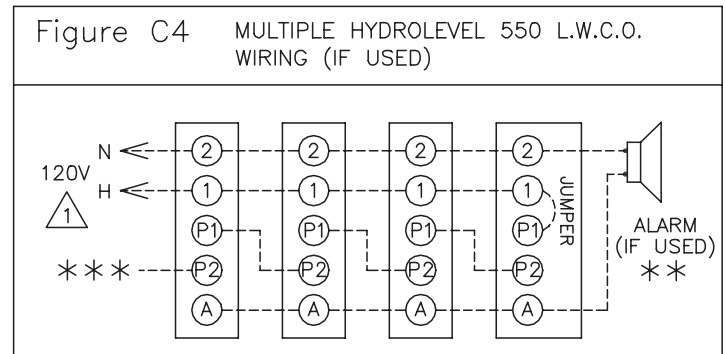 Figure C4
MULTIPLE HYDROLEVEL 550 L.W.C.O.
WIRING (IF USED)
N 2 2 2 2
120V
H 1 1 1 1
1
JUMPER
P1 P1 P1 P1
ALARM
(IF USED)
*** P2 P2 P2 P2 **
A A A A